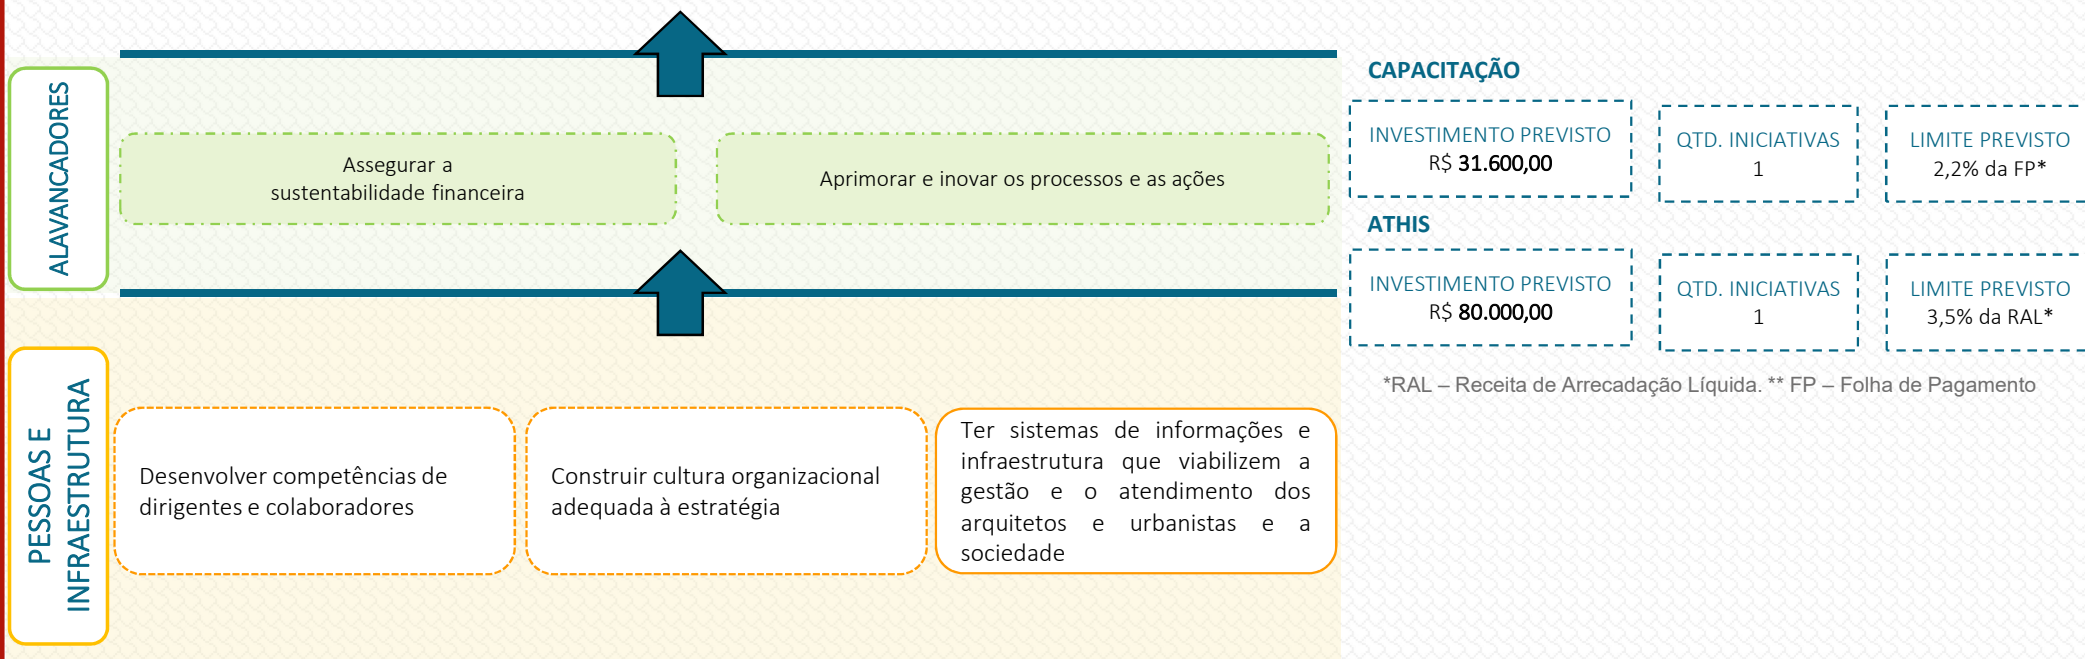 ALAVANCADORES
Assegurar a
sustentabilidade financeira
Aprimorar e inovar os processos e as ações
PESSOAS E
INFRAESTRUTURA
Desenvolver competências de
dirigentes e colaboradores
Construir cultura organizacional
adequada à estratégia
Ter sistemas de informações e
infraestrutura que viabilizem a
gestão e o atendimento dos
arquitetos e urbanistas e a
sociedade
CAPACITAÇÃO
INVESTIMENTO PREVISTO
R$ 31.600,00
QTD. INICIATIVAS
1
LIMITE PREVISTO
2,2% da FP*
ATHIS
INVESTIMENTO PREVISTO
R$ 80.000,00
QTD. INICIATIVAS
1
LIMITE PREVISTO
3,5% da RAL*
*RAL – Receita de Arrecadação Líquida. ** FP – Folha de Pagamento